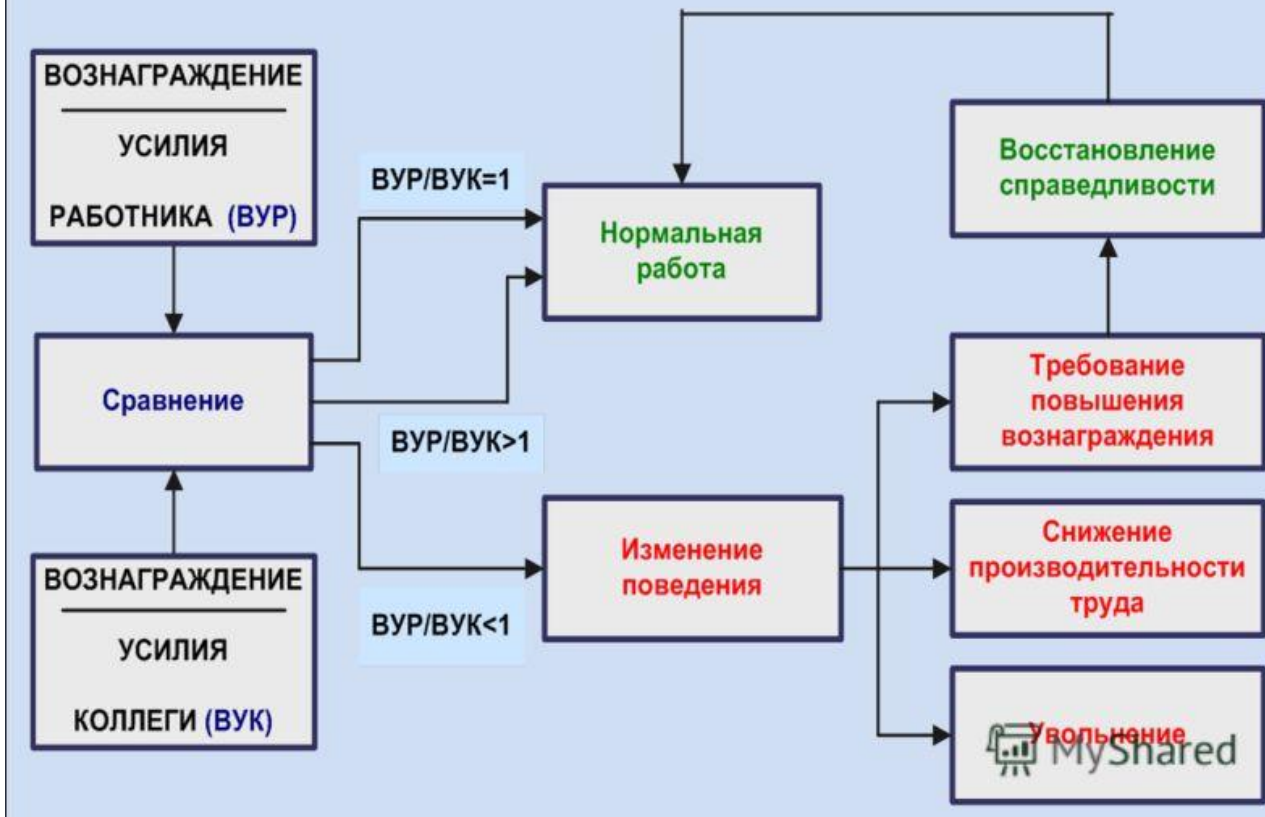 ВОЗНАГРАЖДЕНИЕ
УСИЛИЯ
РАБОТНИКА (ВУР)
Сравнение
ВОЗНАГРАЖДЕНИЕ
УСИЛИЯ
КОЛЛЕГИ (ВУК)
ВУР/ВУК=1
ВУР/ВУК>1
ВУР/ВУК<1
Нормальная
работа
Изменение
поведения
Восстановление
справедливости
Требование
повышения
вознаграждения
Снижение
производительности
труда
Увольнение
MyShared